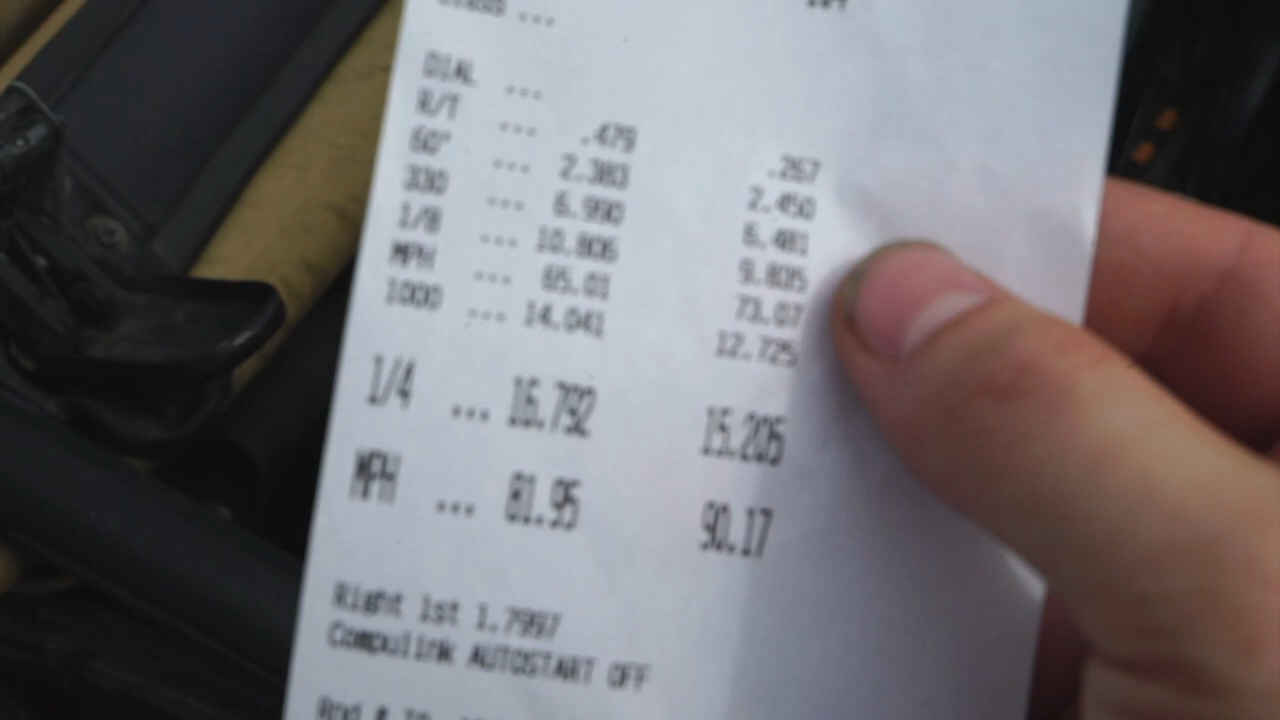 DIAL ...
R/T ... .479 .267
60' ... 2.383 2.450
330 ... 6.990 6.481
1/8 ... 10.806 9.835
MPH ... 65.01 73.07
1000 ... 14.041 12.725
1/4 ... 16.792 15.205
MPH ... 81.95 90.17
Right 1st 1.7997
Compulink AUTOSTART OFF